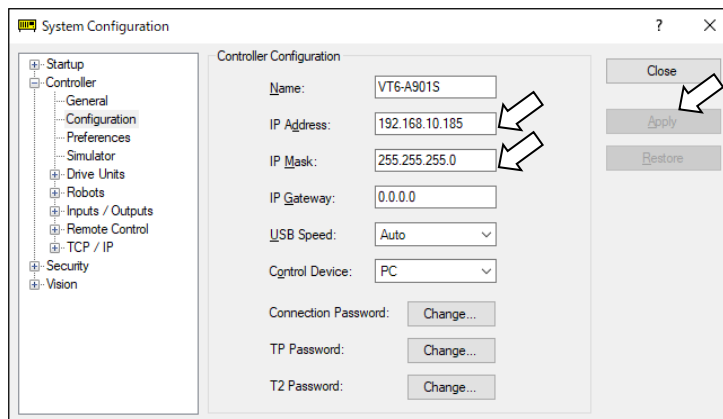 System Configuration
? X
Startup
Controller
General
Configuration
Preferences
Simulator
Drive Units
Robots
Inputs / Outputs
Remote Control
TCP / IP
Security
Vision
Controller Configuration
Name: VT6-A901S
IP Address: 192.168.10.185
IP Mask: 255.255.255.0
IP Gateway: 0.0.0.0
USB Speed: Auto
Control Device: PC
Connection Password: Change...
TP Password: Change...
T2 Password: Change...
Close
Apply
Restore